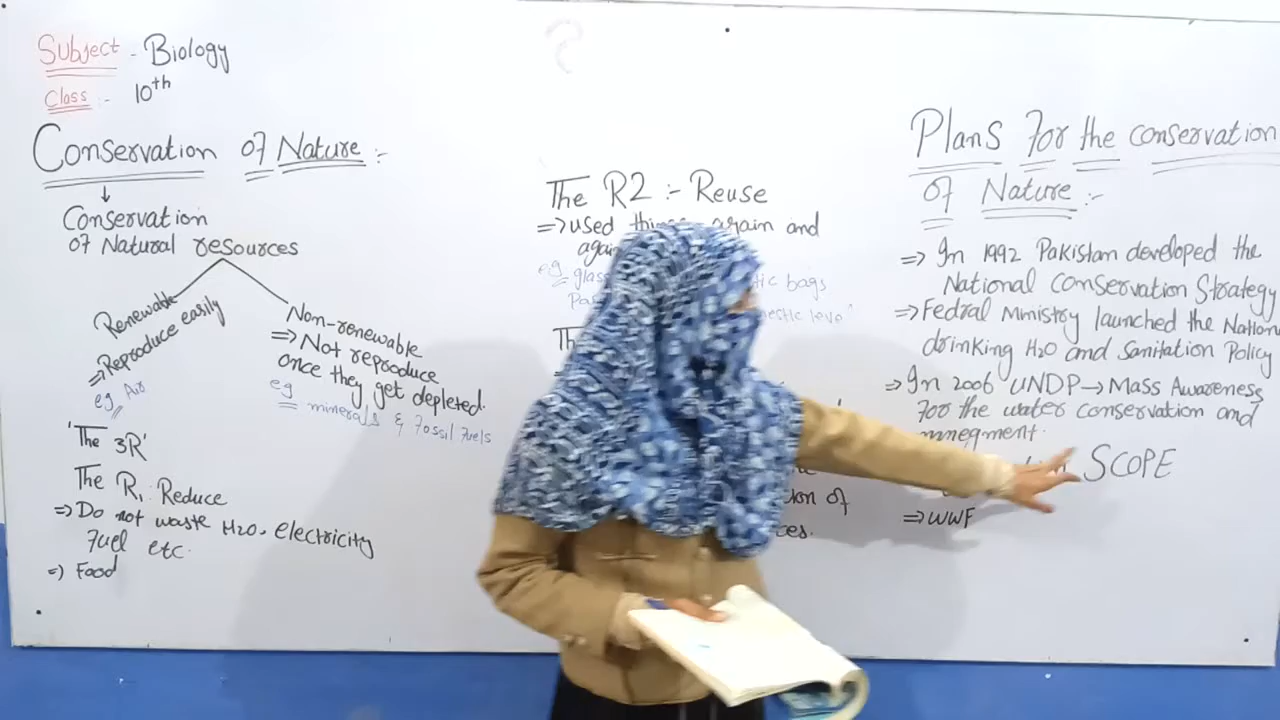 Subject - Biology
Class :- 10th
Conservation of Nature :-
Conservation
of Natural resources
Renewable
=> Reproduce easily
eg Air
Non-renewable
=> Not reproduce
once they get depleted.
eg minerals & Fossil Fuels
'The 3R'
The R1: Reduce
=> Do not waste H2O, electricity
Fuel etc.
=> Food
The R2 :- Reuse
=> used things again and
again
eg glass bags
Plans for the conservation
of Nature :-
=> In 1992 Pakistan developed the
National Conservation Strategy
=> Fedral ministry launched the Nation
drinking H2O and Sanitation Policy
=> In 2006 UNDP → Mass Awareness
For the water conservation and
mnegment.
SCOPE
=> WWF